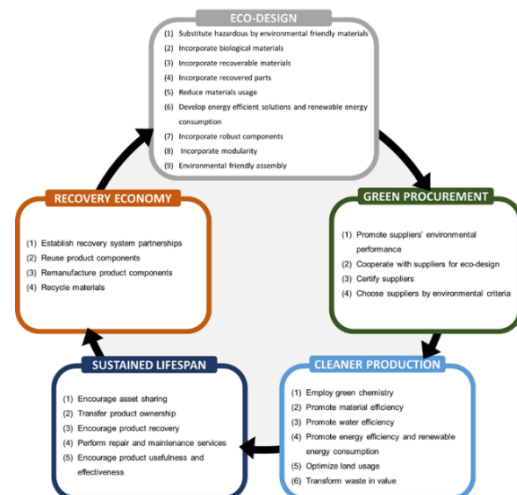 ECO-DESIGN
(1) Substitute hazardous by environmental friendly materials
(2) Incorporate biological materials
(3) Incorporate recoverable materials
(4) Incorporate recovered parts
(5) Reduce materials usage
(6) Develop energy efficient solutions and renewable energy
consumption
(7) Incorporate robust components
(8) Incorporate modularity
(9) Environmental friendly assembly
GREEN PROCUREMENT
(1) Promote suppliers' environmental
performance
(2) Cooperate with suppliers for eco-design
(3) Certify suppliers
(4) Choose suppliers by environmental criteria
CLEANER PRODUCTION
(1) Employ green chemistry
(2) Promote material efficiency
(3) Promote water efficiency
(4) Promote energy efficiency and renewable
energy consumption
(5) Optimize land usage
(6) Transform waste in value
SUSTAINED LIFESPAN
(1) Encourage asset sharing
(2) Transfer product ownership
(3) Encourage product recovery
(4) Perform repair and maintenance services
(5) Encourage product usefulness and
effectiveness
RECOVERY ECONOMY
(1) Establish recovery system partnerships
(2) Reuse product components
(3) Remanufacture product components
(4) Recycle materials